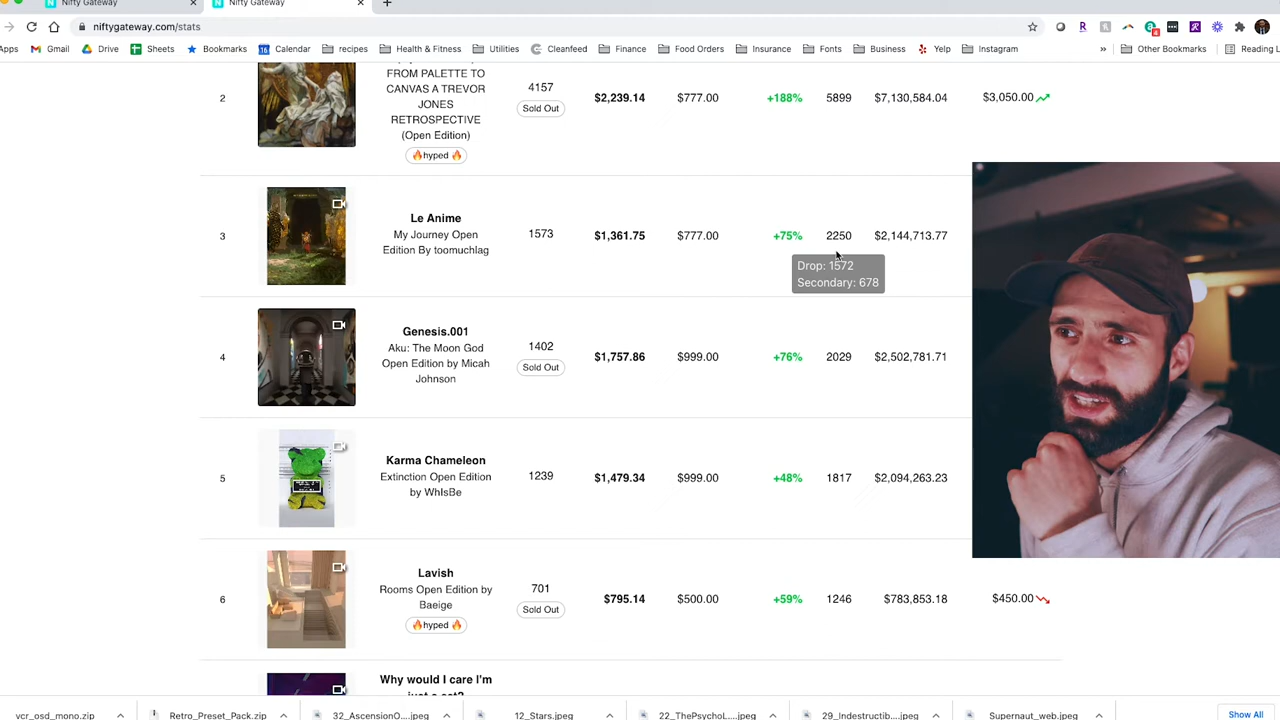 Nifty Gateway
Nifty Gateway
niftygateway.com/stats
Apps
Gmail
Drive
Sheets
Bookmarks
Calendar
recipes
Health & Fitness
Utilities
Cleanfeed
Finance
Food Orders
Insurance
Fonts
Business
Yelp
Instagram
»
Other Bookmarks
Reading L
2
FROM PALETTE TO
CANVAS A TREVOR
JONES
RETROSPECTIVE
(Open Edition)
🔥hyped 🔥
4157
Sold Out
$2,239.14
$777.00
+188%
5899
$7,130,584.04
$3,050.00
3
Le Anime
My Journey Open
Edition By toomuchlag
1573
$1,361.75
$777.00
+75%
2250
$2,144,713.77
Drop: 1572
Secondary: 678
4
Genesis.001
Aku: The Moon God
Open Edition by Micah
Johnson
1402
Sold Out
$1,757.86
$999.00
+76%
2029
$2,502,781.71
5
Karma Chameleon
Extinction Open Edition
by WhIsBe
1239
$1,479.34
$999.00
+48%
1817
$2,094,263.23
6
Lavish
Rooms Open Edition by
Baeige
🔥hyped 🔥
701
Sold Out
$795.14
$500.00
+59%
1246
$783,853.18
$450.00
Why would I care I'm
just a cat?
vcr_osd_mono.zip
Retro_Preset_Pack.zip
32_AscensionO....jpeg
12_Stars.jpeg
22_ThePsychoL....jpeg
29_Indestructib....jpeg
Supernaut_web.jpeg
Show All